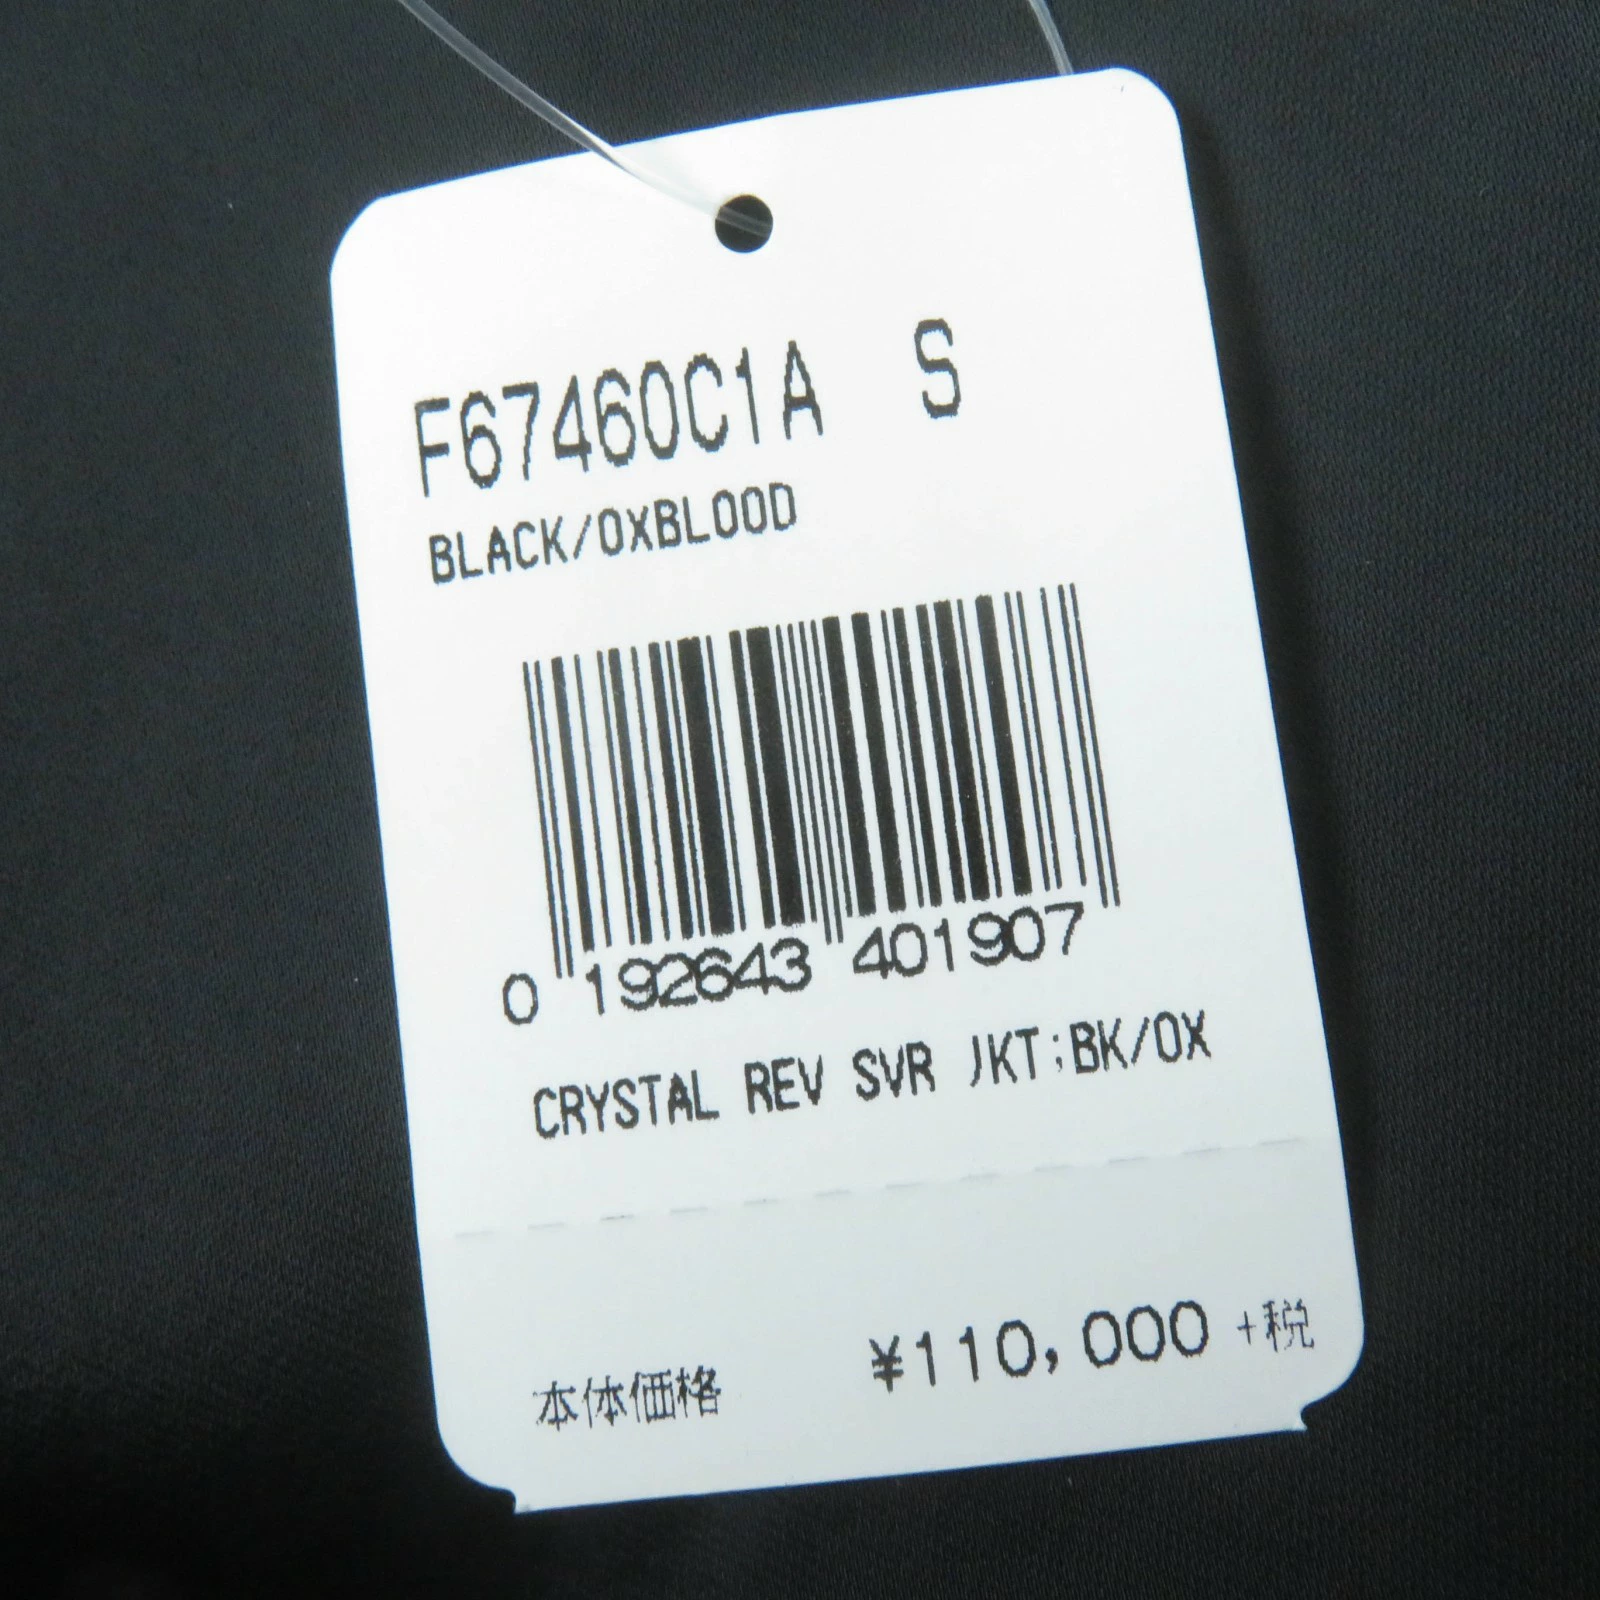 F67460C1A S
BLACK/OXBLOOD
0 192643 401907
CRYSTAL REV SVR JKT;BK/OX
本体価格 ¥110,000 +税